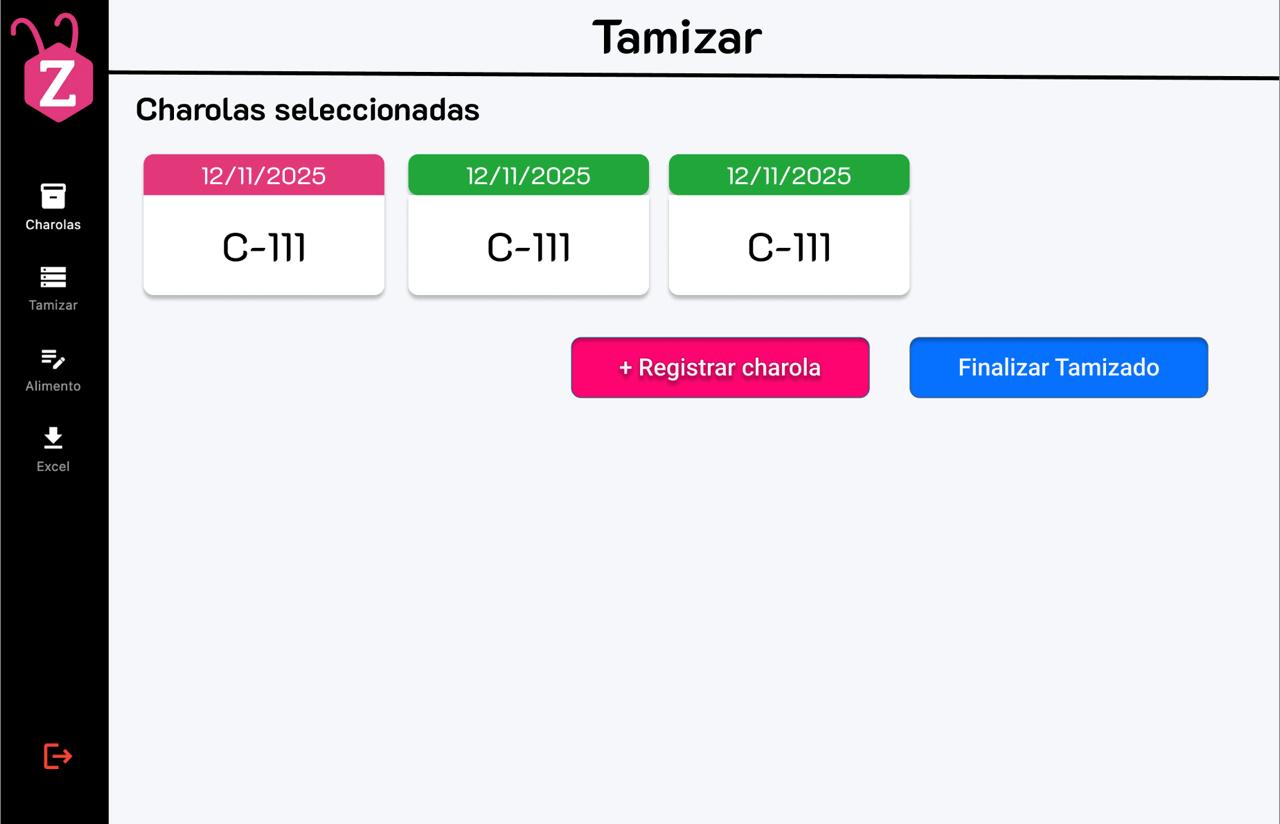 Z
Tamizar
Charolas seleccionadas
12/11/2025
12/11/2025
12/11/2025
C-111
C-111
C-111
+ Registrar charola
Finalizar Tamizado
Charolas
Tamizar
Alimento
Excel